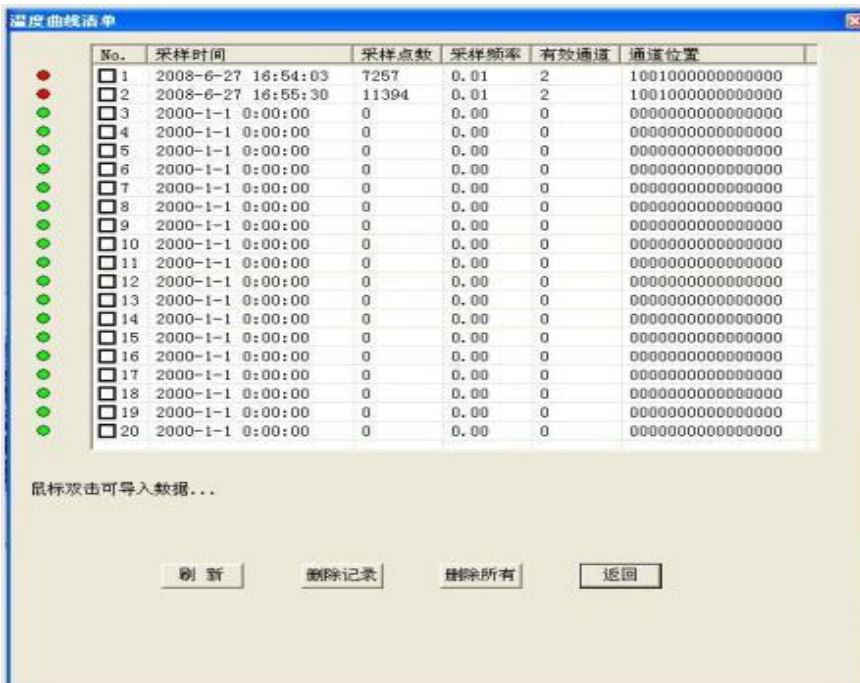 温度曲线清单
No. 采样时间 采样点数 采样频率 有效通道 通道位置
1 2008-6-27 16:54:03 7257 0.01 2 1001000000000000
2 2008-6-27 16:55:30 11394 0.01 2 1001000000000000
3 2000-1-1 0:00:00 0 0.00 0 0000000000000000
4 2000-1-1 0:00:00 0 0.00 0 0000000000000000
5 2000-1-1 0:00:00 0 0.00 0 0000000000000000
6 2000-1-1 0:00:00 0 0.00 0 0000000000000000
7 2000-1-1 0:00:00 0 0.00 0 0000000000000000
8 2000-1-1 0:00:00 0 0.00 0 0000000000000000
9 2000-1-1 0:00:00 0 0.00 0 0000000000000000
10 2000-1-1 0:00:00 0 0.00 0 0000000000000000
11 2000-1-1 0:00:00 0 0.00 0 0000000000000000
12 2000-1-1 0:00:00 0 0.00 0 0000000000000000
13 2000-1-1 0:00:00 0 0.00 0 0000000000000000
14 2000-1-1 0:00:00 0 0.00 0 0000000000000000
15 2000-1-1 0:00:00 0 0.00 0 0000000000000000
16 2000-1-1 0:00:00 0 0.00 0 0000000000000000
17 2000-1-1 0:00:00 0 0.00 0 0000000000000000
18 2000-1-1 0:00:00 0 0.00 0 0000000000000000
19 2000-1-1 0:00:00 0 0.00 0 0000000000000000
20 2000-1-1 0:00:00 0 0.00 0 0000000000000000
鼠标双击可导入数据...
刷 新 删除记录 删除所有 返回